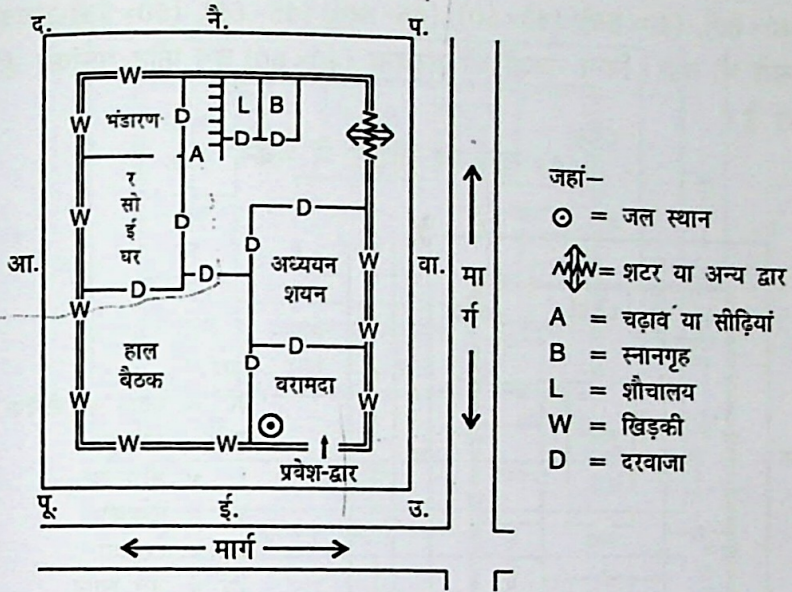 द. नै. प.
W
W भंडारण D L B
D D
A
र
सो
ई
घर
W D D
D अध्ययन
शयन W
आ. वा.
D D
W W
हाल
बैठक
D D
वरामदा
W W
W W
प्रवेश-द्वार
पू. ई. उ.
मार्ग
मा
र्ग
जहां–
= जल स्थान
= शटर या अन्य द्वार
A = चढ़ाव या सीढ़ियां
B = स्नानगृह
L = शौचालय
W = खिड़की
D = दरवाजा